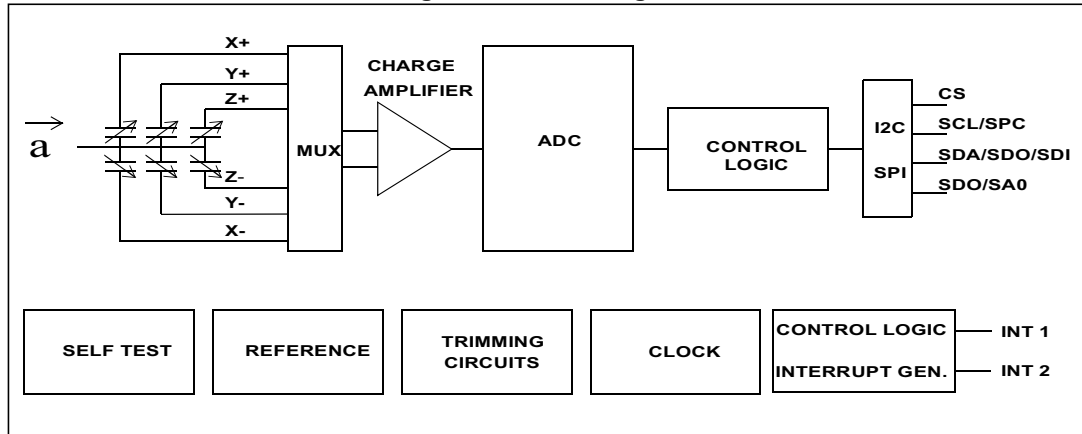 X+
Y+
Z+
CHARGE
AMPLIFIER
a
MUX
ADC
CONTROL
LOGIC
I2C
SPI
CS
SCL/SPC
SDA/SDO/SDI
SDO/SA0
Z-
Y-
X-
SELF TEST
REFERENCE
TRIMMING
CIRCUITS
CLOCK
CONTROL LOGIC
INTERRUPT GEN.
INT 1
INT 2